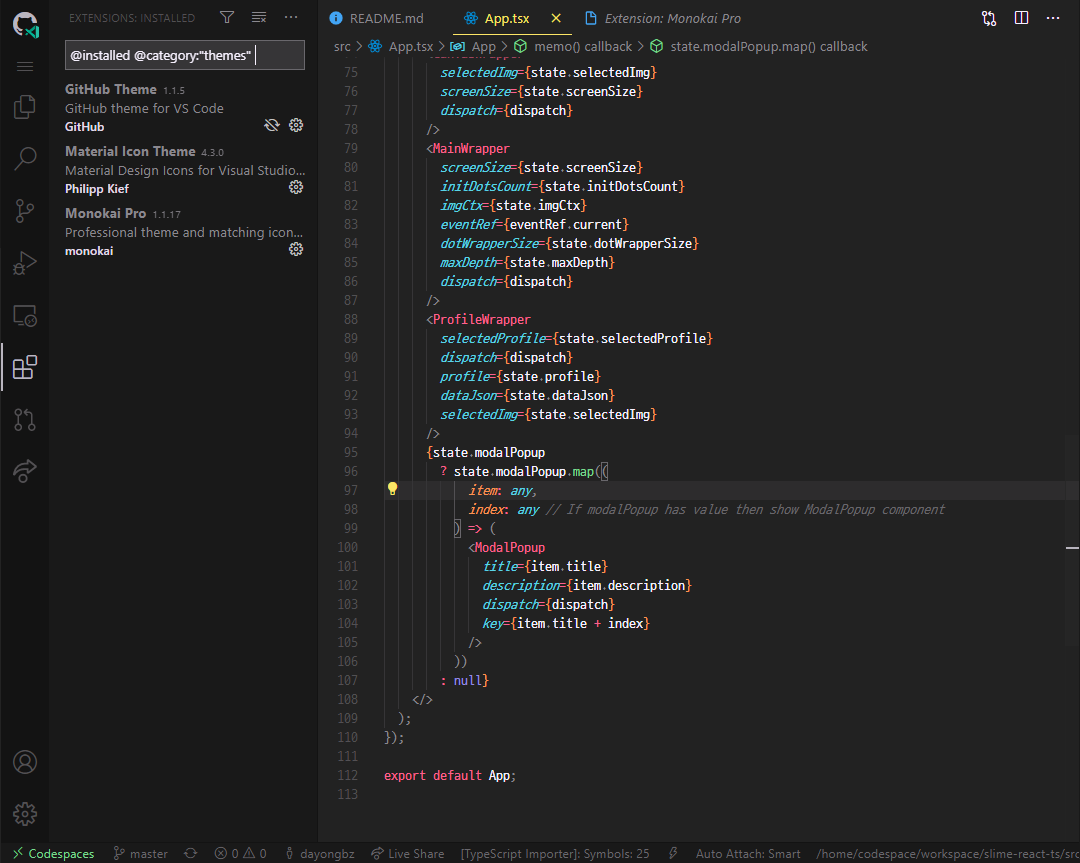 EXTENSIONS: INSTALLED
@installed @category:"themes"
GitHub Theme 1.1.5
GitHub theme for VS Code
GitHub
Material Icon Theme 4.3.0
Material Design Icons for Visual Studio...
Philipp Kief
Monokai Pro 1.1.17
Professional theme and matching icon...
monokai
README.md App.tsx Extension: Monokai Pro
src > App.tsx > App > memo() callback > state.modalPopup.map() callback
75 selectedImg={state.selectedImg}
76 screenSize={state.screenSize}
77 dispatch={dispatch}
78 />
79 <MainWrapper
80 screenSize={state.screenSize}
81 initDotsCount={state.initDotsCount}
82 imgCtx={state.imgCtx}
83 eventRef={eventRef.current}
84 dotWrapperSize={state.dotWrapperSize}
85 maxDepth={state.maxDepth}
86 dispatch={dispatch}
87 />
88 <ProfileWrapper
89 selectedProfile={state.selectedProfile}
90 dispatch={dispatch}
91 profile={state.profile}
92 dataJson={state.dataJson}
93 selectedImg={state.selectedImg}
94 />
95 {state.modalPopup
96 ? state.modalPopup.map((
97 item: any,
98 index: any // If modalPopup has value then show ModalPopup component
99 ) => (
100 <ModalPopup
101 title={item.title}
102 description={item.description}
103 dispatch={dispatch}
104 key={item.title + index}
105 />
106 ))
107 : null}
108 </>
109 );
110 });
111
112 export default App;
113
Codespaces master 0 0 dayongbz Live Share [TypeScript Importer]: Symbols: 25 Auto Attach: Smart /home/codespace/workspace/slime-react-ts/src